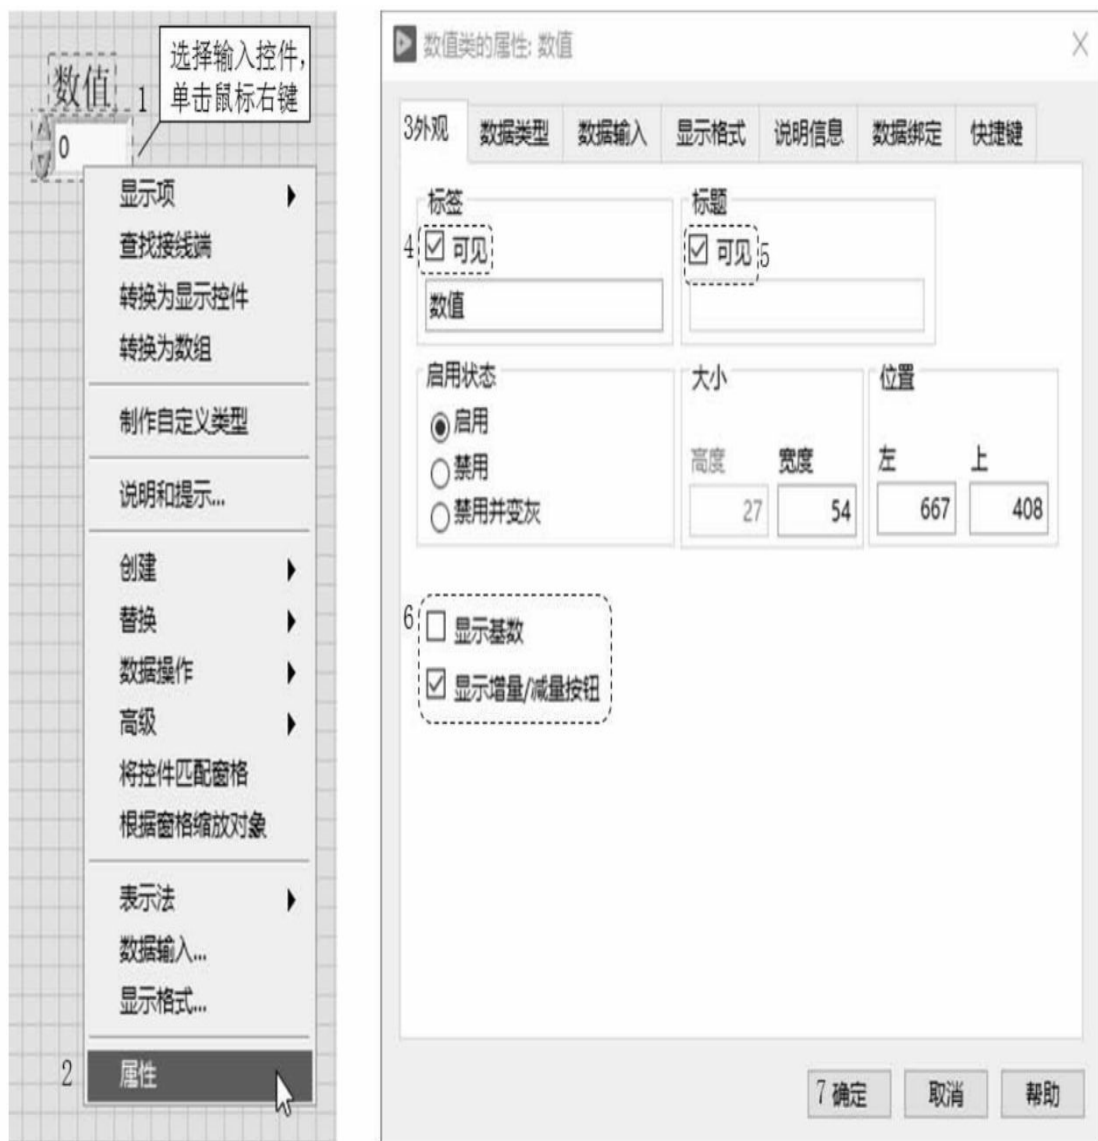 选择输入控件,
单击鼠标右键
数值
1
0
显示项
查找接线端
转换为显示控件
转换为数组
制作自定义类型
说明和提示...
创建
替换
数据操作
高级
将控件匹配窗格
根据窗格缩放对象
表示法
数据输入...
显示格式...
2 属性
数值类的属性: 数值
3外观 数据类型 数据输入 显示格式 说明信息 数据绑定 快捷键
标签 标题
4 可见 可见 5
数值
启用状态 大小 位置
启用
禁用 高度 宽度 左 上
禁用并变灰 27 54 667 408
6 显示基数
显示增量/减量按钮
7 确定 取消 帮助